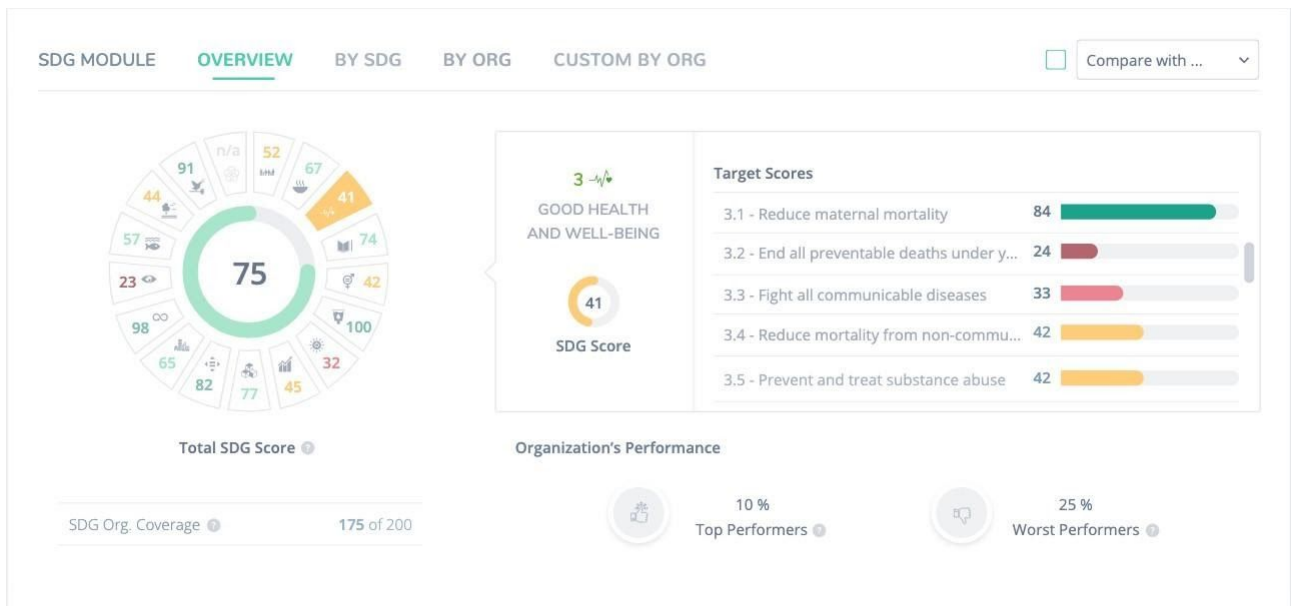 SDG MODULE OVERVIEW BY SDG BY ORG CUSTOM BY ORG Compare with ...
n/a
52
67
41
74
42
100
32
45
77
82
65
98
23
57
44
91
75
Total SDG Score ?
SDG Org. Coverage ? 175 of 200
3
GOOD HEALTH
AND WELL-BEING
41
SDG Score
Target Scores
3.1 - Reduce maternal mortality 84
3.2 - End all preventable deaths under y... 24
3.3 - Fight all communicable diseases 33
3.4 - Reduce mortality from non-commu... 42
3.5 - Prevent and treat substance abuse 42
Organization's Performance
10 %
Top Performers ?
25 %
Worst Performers ?